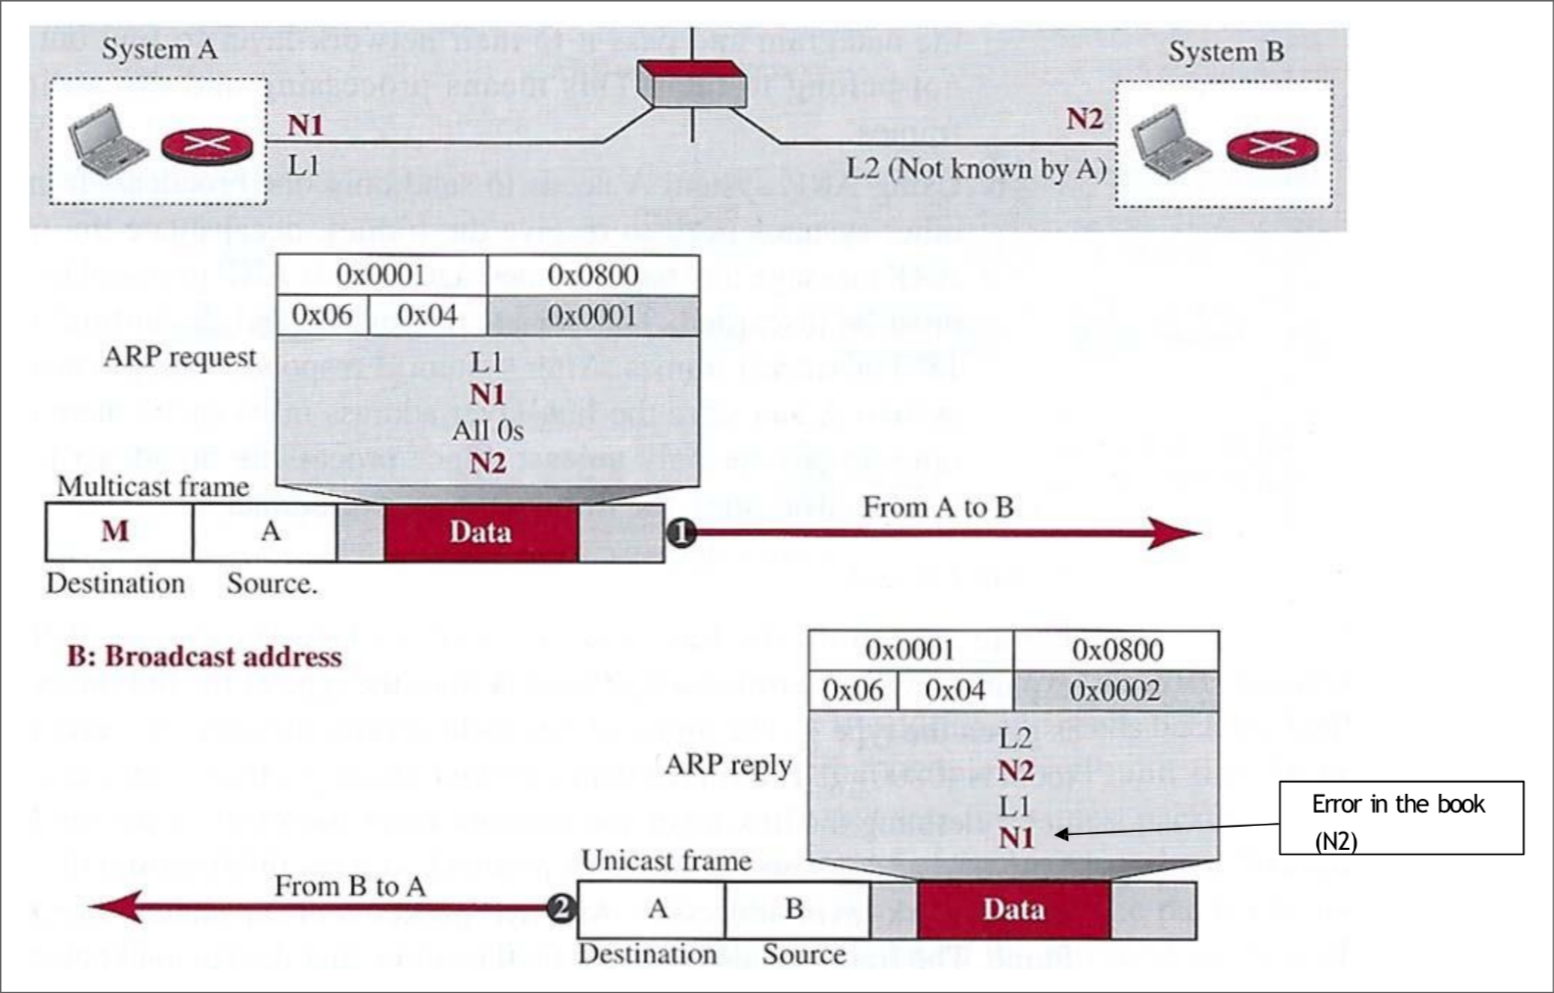 System A
System B
N1
L1
N2
L2 (Not known by A)
0x0001 0x0800
0x06 0x04 0x0001
ARP request
L1
N1
All 0s
N2
Multicast frame
M A Data
1 From A to B
Destination Source.
B: Broadcast address
0x0001 0x0800
0x06 0x04 0x0002
ARP reply
L2
N2
L1
N1
Error in the book
(N2)
Unicast frame
From B to A 2
A B Data
Destination Source